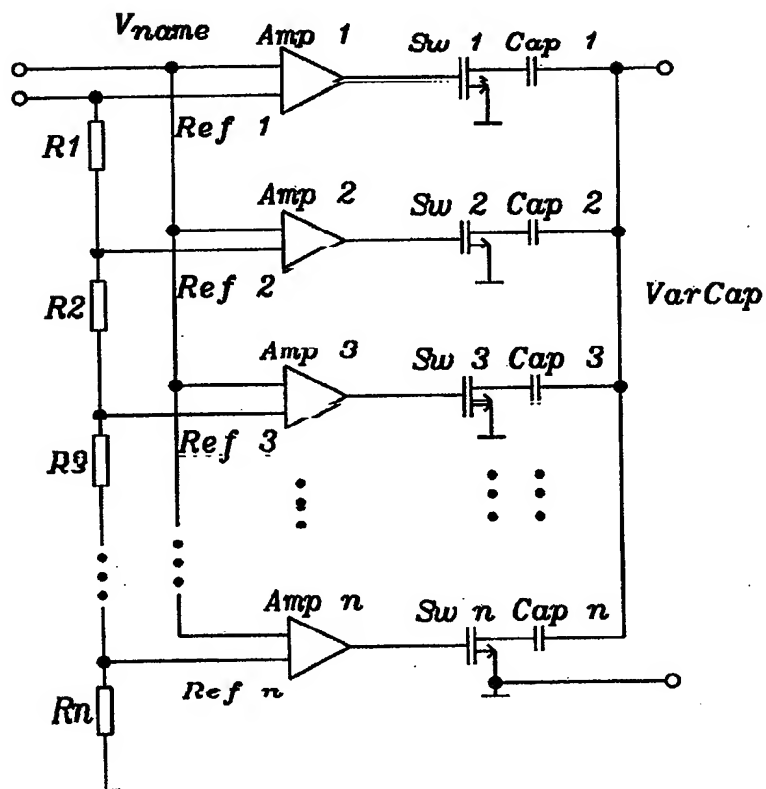 Vname
Amp 1
Sw 1
Cap 1
R1
Ref 1
Amp 2
Sw 2
Cap 2
Ref 2
R2
VarCap
Amp 3
Sw 3
Cap 3
Ref 3
R3
Amp n
Sw n
Cap n
Ref n
Rn